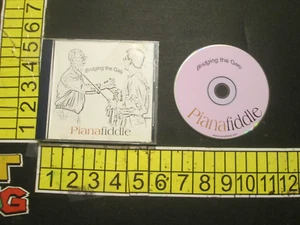 Bridging the Gap
Pianafiddle
Bridging the Gap
Pianafiddle
1 2 3 4 5 6
1 2 3 4 5 6 7 8 9 10 11 12